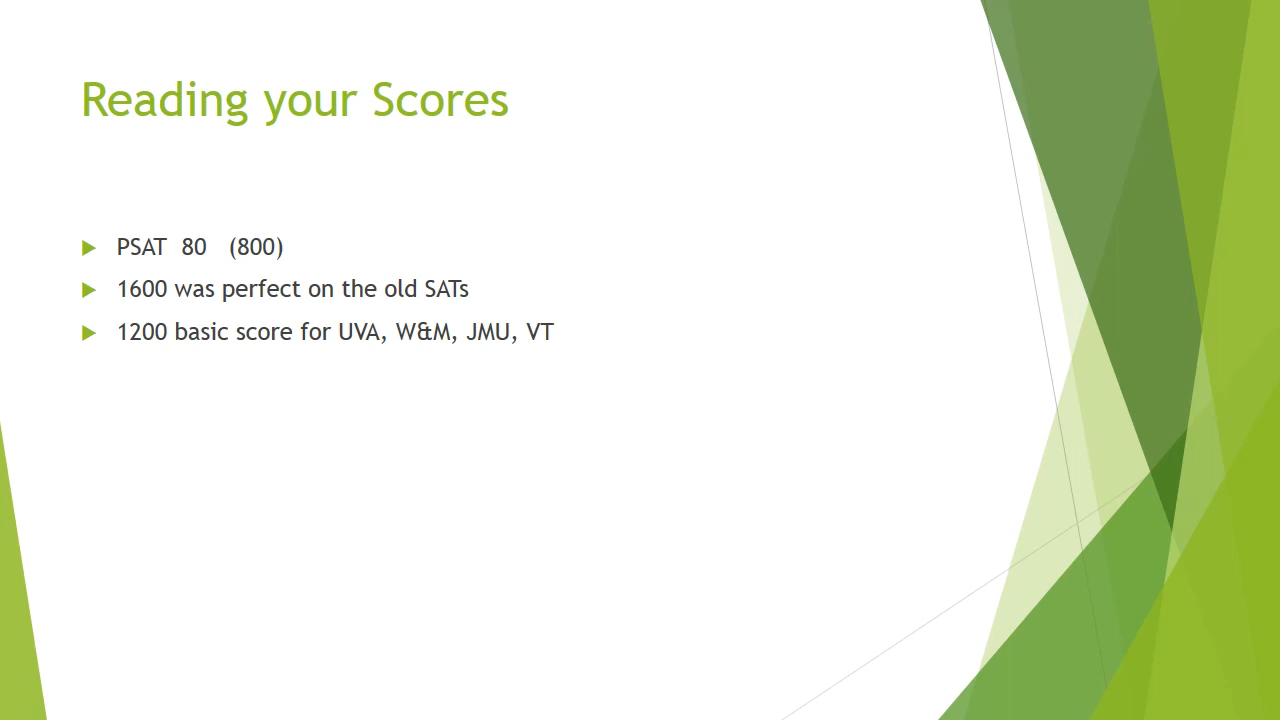 Reading your Scores
PSAT 80 (800)
1600 was perfect on the old SATs
1200 basic score for UVA, W&M, JMU, VT